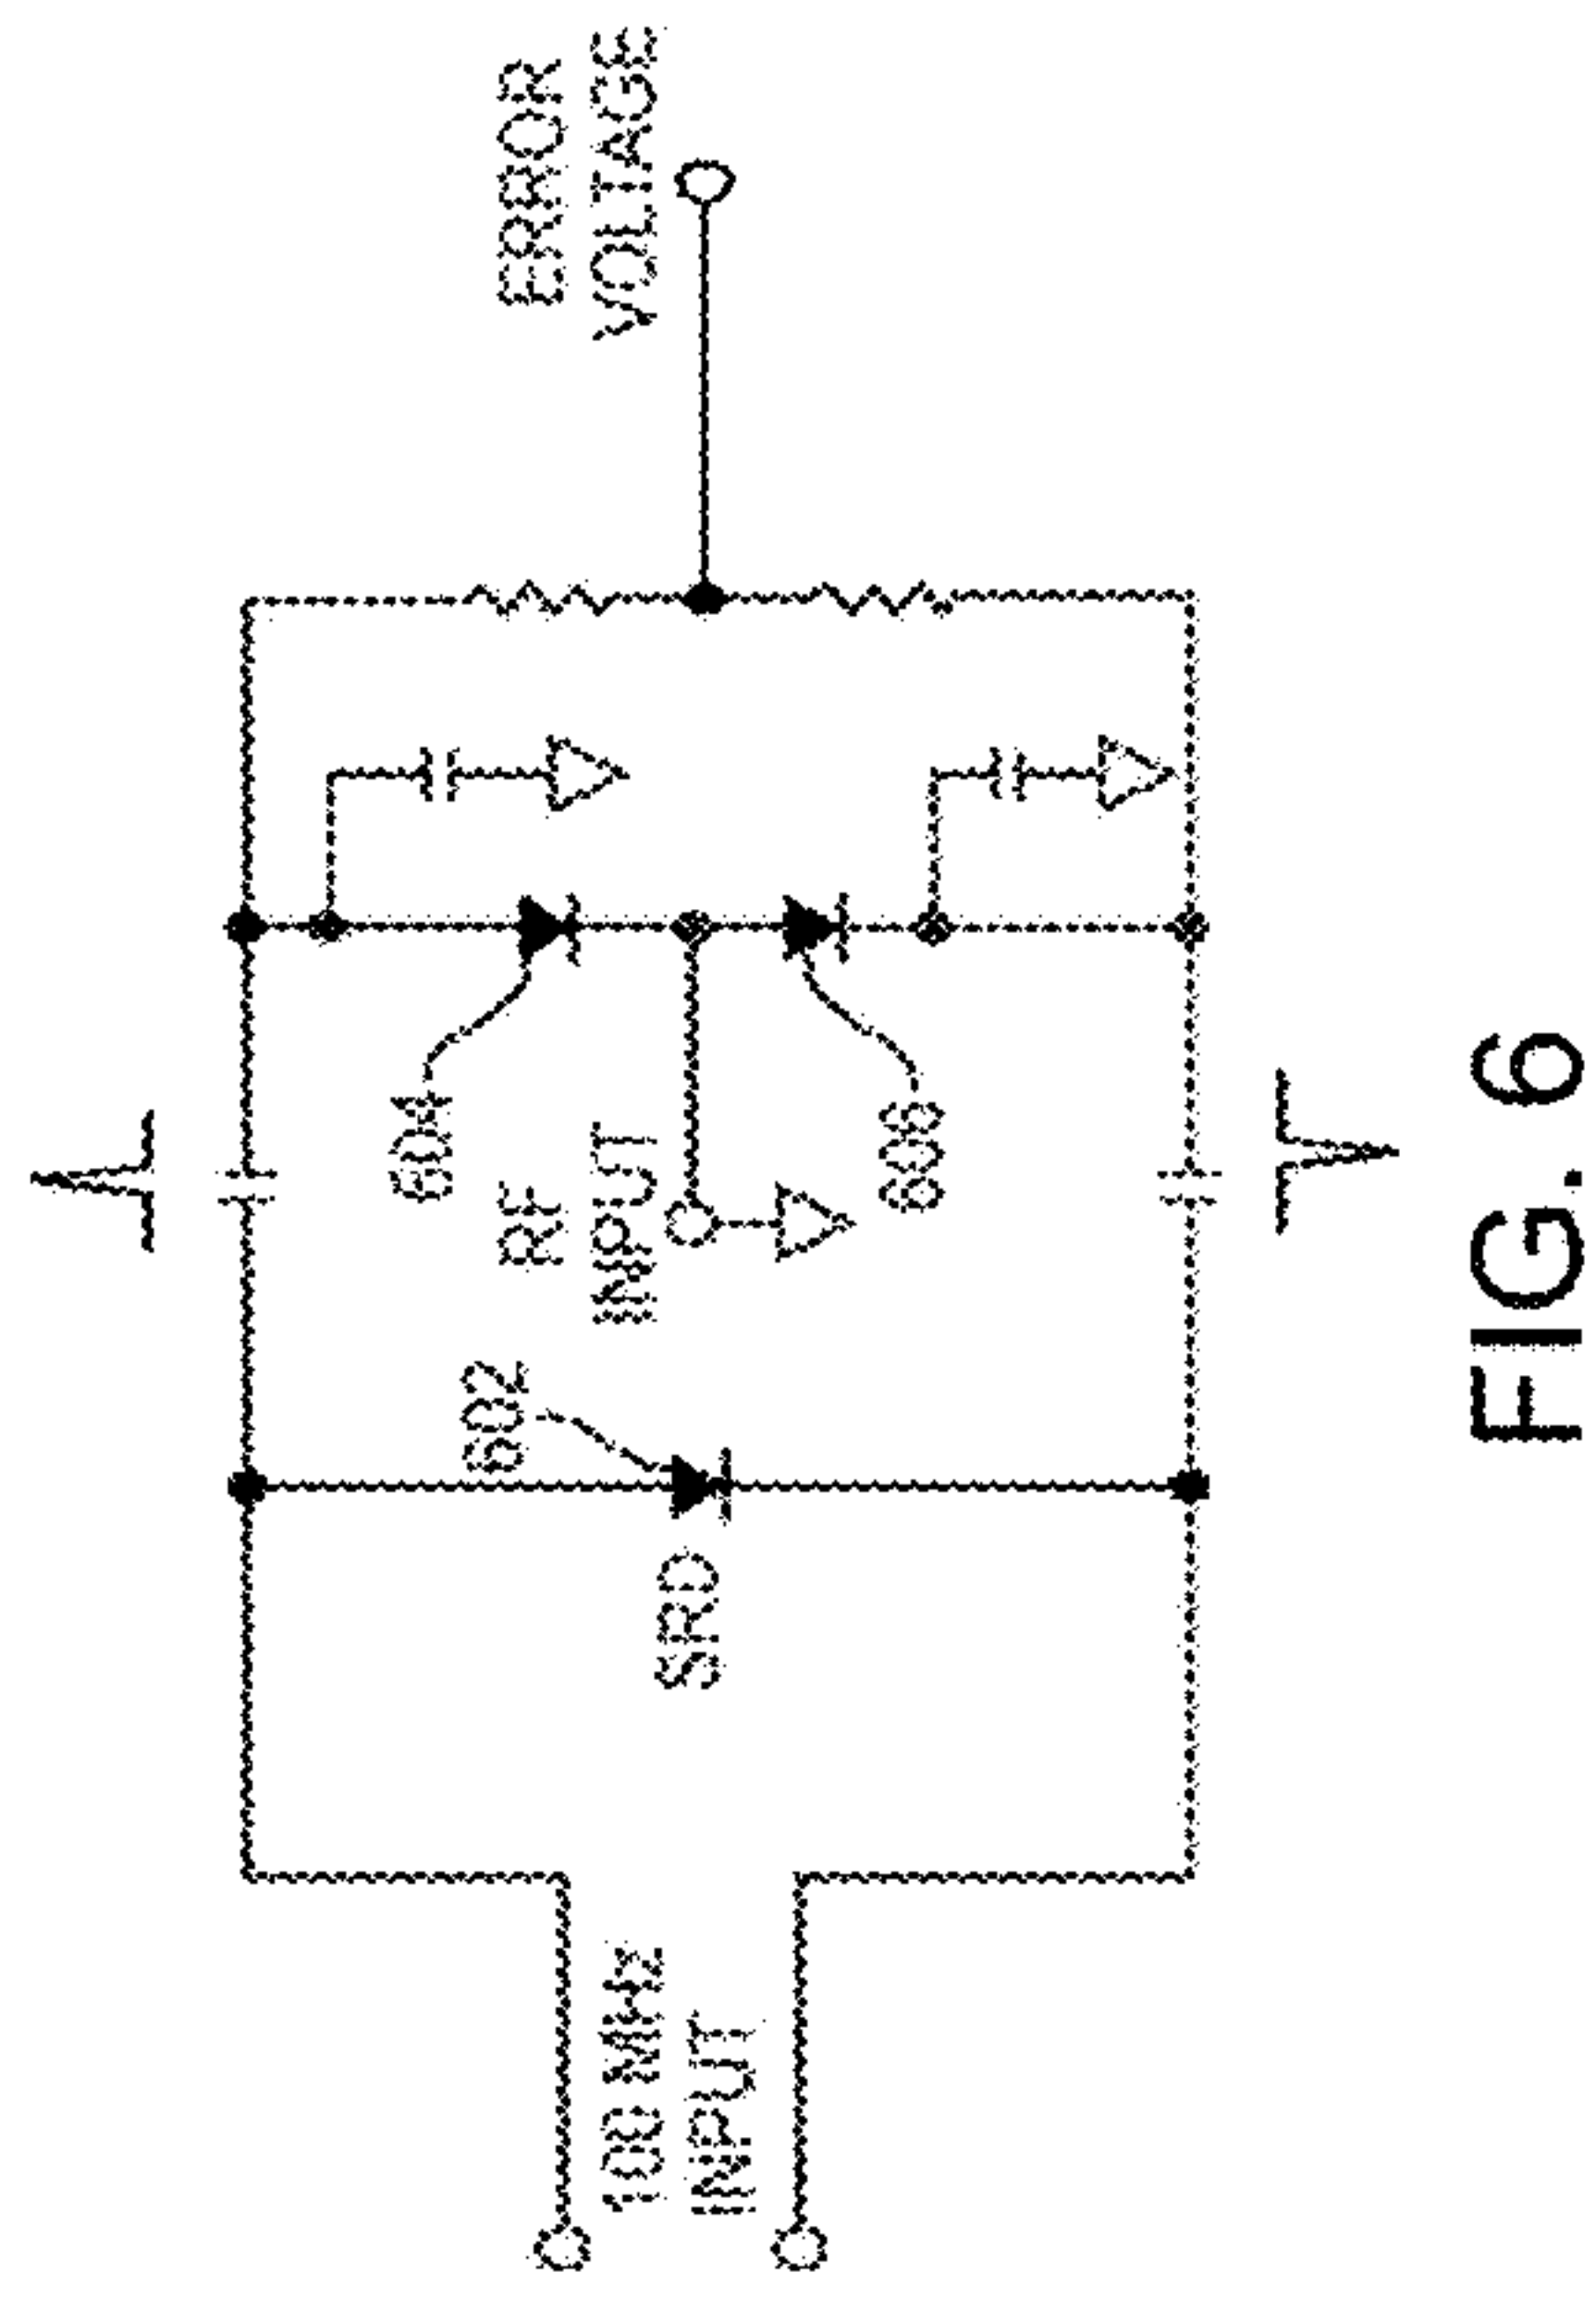 100 MHz
INPUT
SRD
602
RF
INPUT
604
606
ERROR
VOLTAGE
FIG. 6